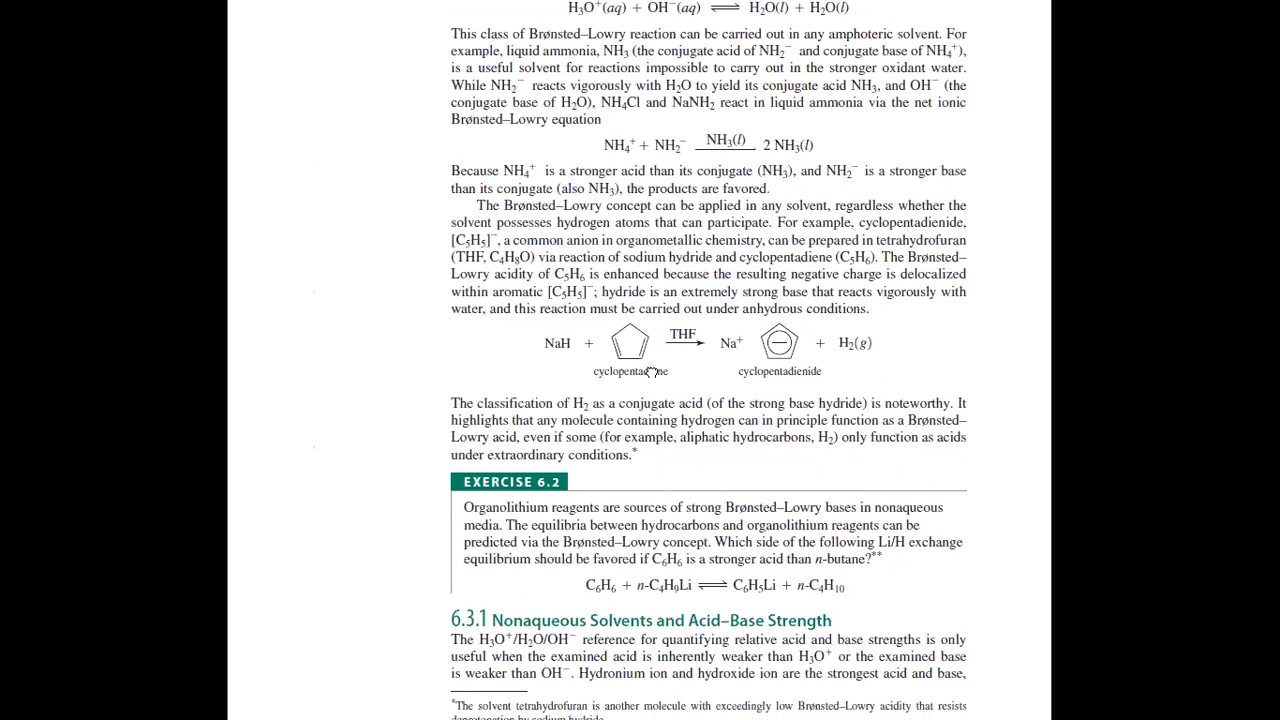 H₃O⁺(aq) + OH⁻(aq) ⇌ H₂O(l) + H₂O(l)
This class of Brønsted–Lowry reaction can be carried out in any amphoteric solvent. For
example, liquid ammonia, NH₃ (the conjugate acid of NH₂⁻ and conjugate base of NH₄⁺),
is a useful solvent for reactions impossible to carry out in the stronger oxidant water.
While NH₂⁻ reacts vigorously with H₂O to yield its conjugate acid NH₃, and OH⁻ (the
conjugate base of H₂O), NH₄Cl and NaNH₂ react in liquid ammonia via the net ionic
Brønsted–Lowry equation
NH₄⁺ + NH₂⁻ NH₃(l) 2 NH₃(l)
Because NH₄⁺ is a stronger acid than its conjugate (NH₃), and NH₂⁻ is a stronger base
than its conjugate (also NH₃), the products are favored.
The Brønsted–Lowry concept can be applied in any solvent, regardless whether the
solvent possesses hydrogen atoms that can participate. For example, cyclopentadienide,
[C₅H₅]⁻, a common anion in organometallic chemistry, can be prepared in tetrahydrofuran
(THF, C₄H₈O) via reaction of sodium hydride and cyclopentadiene (C₅H₆). The Brønsted–
Lowry acidity of C₅H₆ is enhanced because the resulting negative charge is delocalized
within aromatic [C₅H₅]⁻; hydride is an extremely strong base that reacts vigorously with
water, and this reaction must be carried out under anhydrous conditions.
NaH + THF → Na⁺ − + H₂(g)
cyclopentadiene cyclopentadienide
The classification of H₂ as a conjugate acid (of the strong base hydride) is noteworthy. It
highlights that any molecule containing hydrogen can in principle function as a Brønsted–
Lowry acid, even if some (for example, aliphatic hydrocarbons, H₂) only function as acids
under extraordinary conditions.*
EXERCISE 6.2
Organolithium reagents are sources of strong Brønsted–Lowry bases in nonaqueous
media. The equilibria between hydrocarbons and organolithium reagents can be
predicted via the Brønsted–Lowry concept. Which side of the following Li/H exchange
equilibrium should be favored if C₆H₆ is a stronger acid than n-butane?**
C₆H₆ + n-C₄H₉Li ⇌ C₆H₅Li + n-C₄H₁₀
6.3.1 Nonaqueous Solvents and Acid–Base Strength
The H₃O⁺/H₂O/OH⁻ reference for quantifying relative acid and base strengths is only
useful when the examined acid is inherently weaker than H₃O⁺ or the examined base
is weaker than OH⁻. Hydronium ion and hydroxide ion are the strongest acid and base,
*The solvent tetrahydrofuran is another molecule with exceedingly low Brønsted–Lowry acidity that resists
deprotonation by sodium hydride.